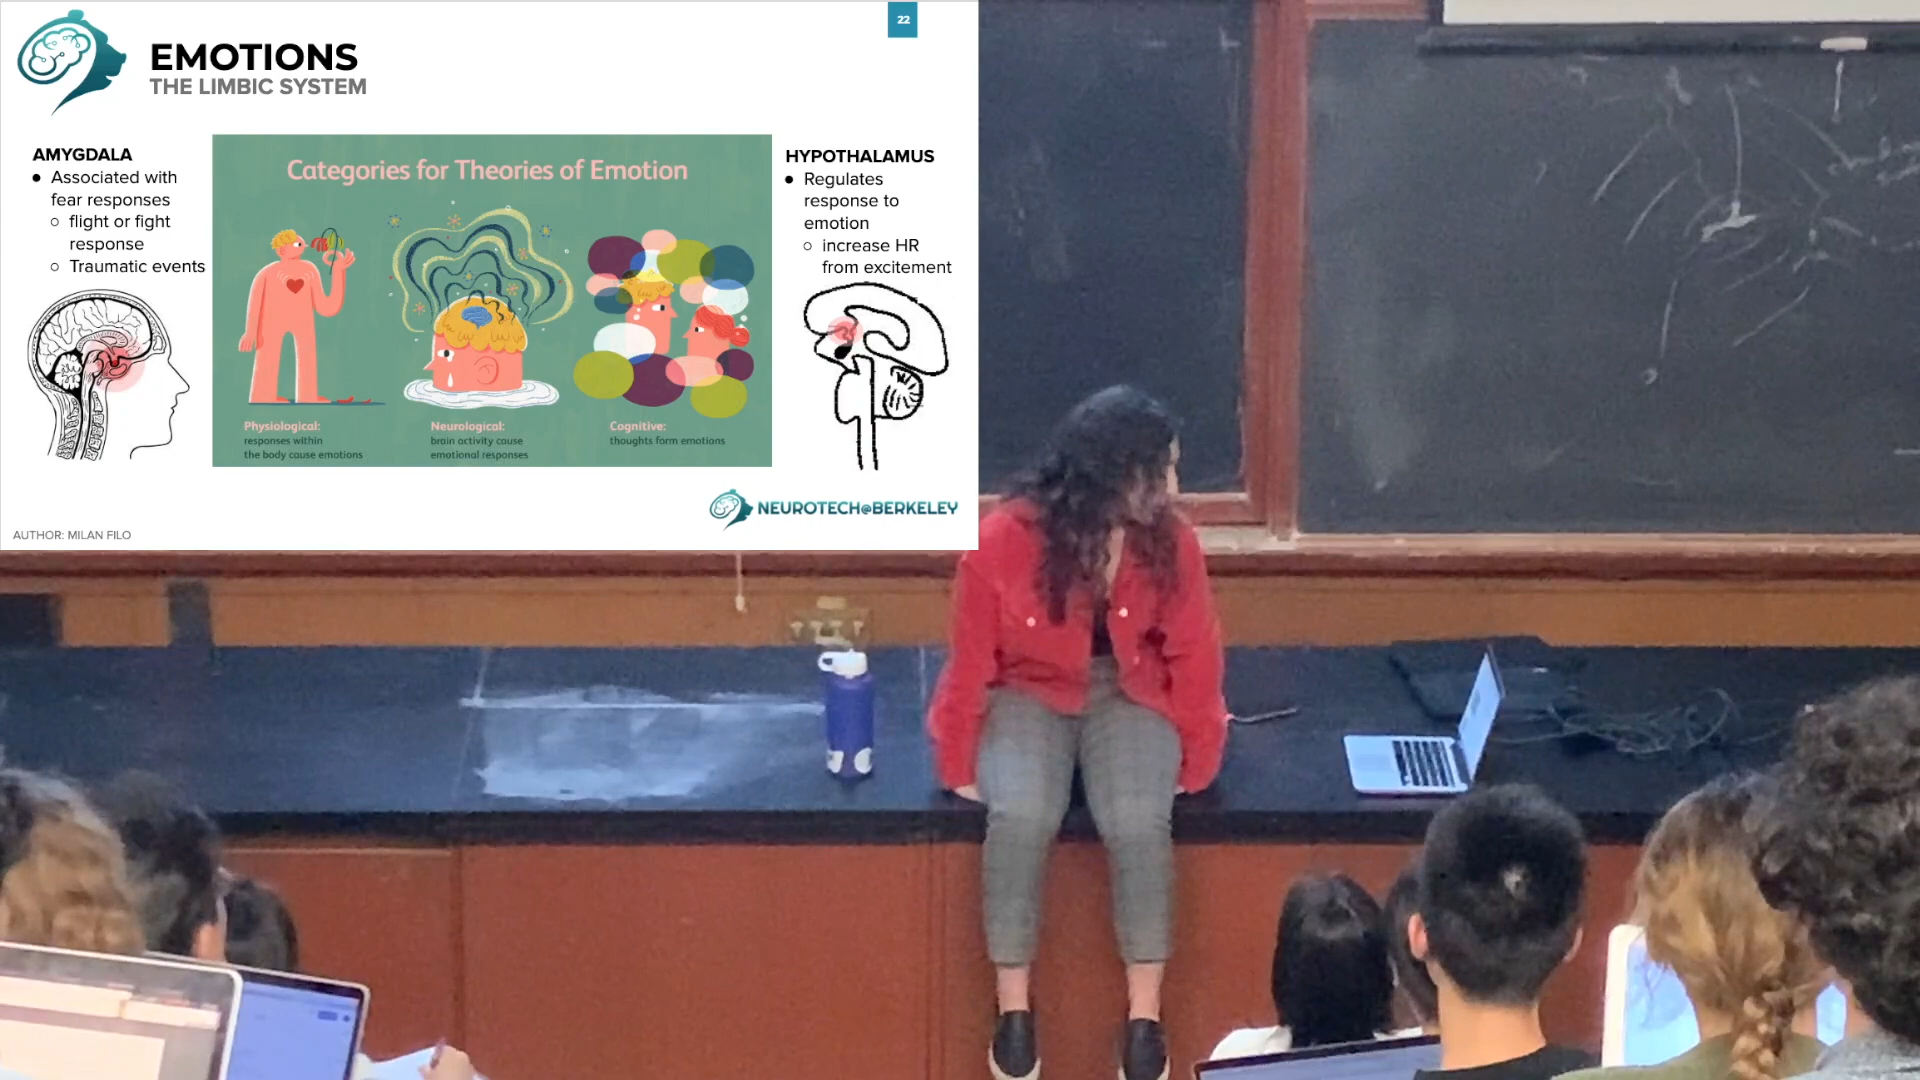 22
EMOTIONS
THE LIMBIC SYSTEM
AMYGDALA
● Associated with
fear responses
○ flight or fight
response
○ Traumatic events
Categories for Theories of Emotion
Physiological:
responses within
the body cause emotions
Neurological:
brain activity cause
emotional responses
Cognitive:
thoughts form emotions
HYPOTHALAMUS
● Regulates
response to
emotion
○ increase HR
from excitement
NEUROTECH@BERKELEY
AUTHOR: MILAN FILO